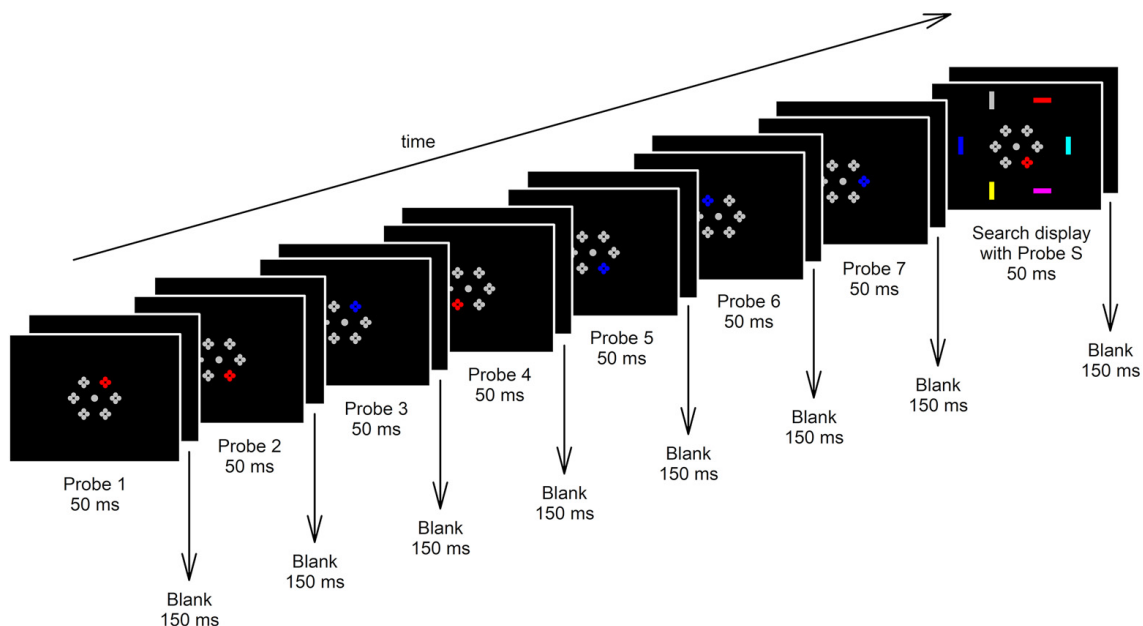 time
Probe 1
50 ms
Blank
150 ms
Probe 2
50 ms
Blank
150 ms
Probe 3
50 ms
Blank
150 ms
Probe 4
50 ms
Blank
150 ms
Probe 5
50 ms
Blank
150 ms
Probe 6
50 ms
Blank
150 ms
Probe 7
50 ms
Blank
150 ms
Search display
with Probe S
50 ms
Blank
150 ms